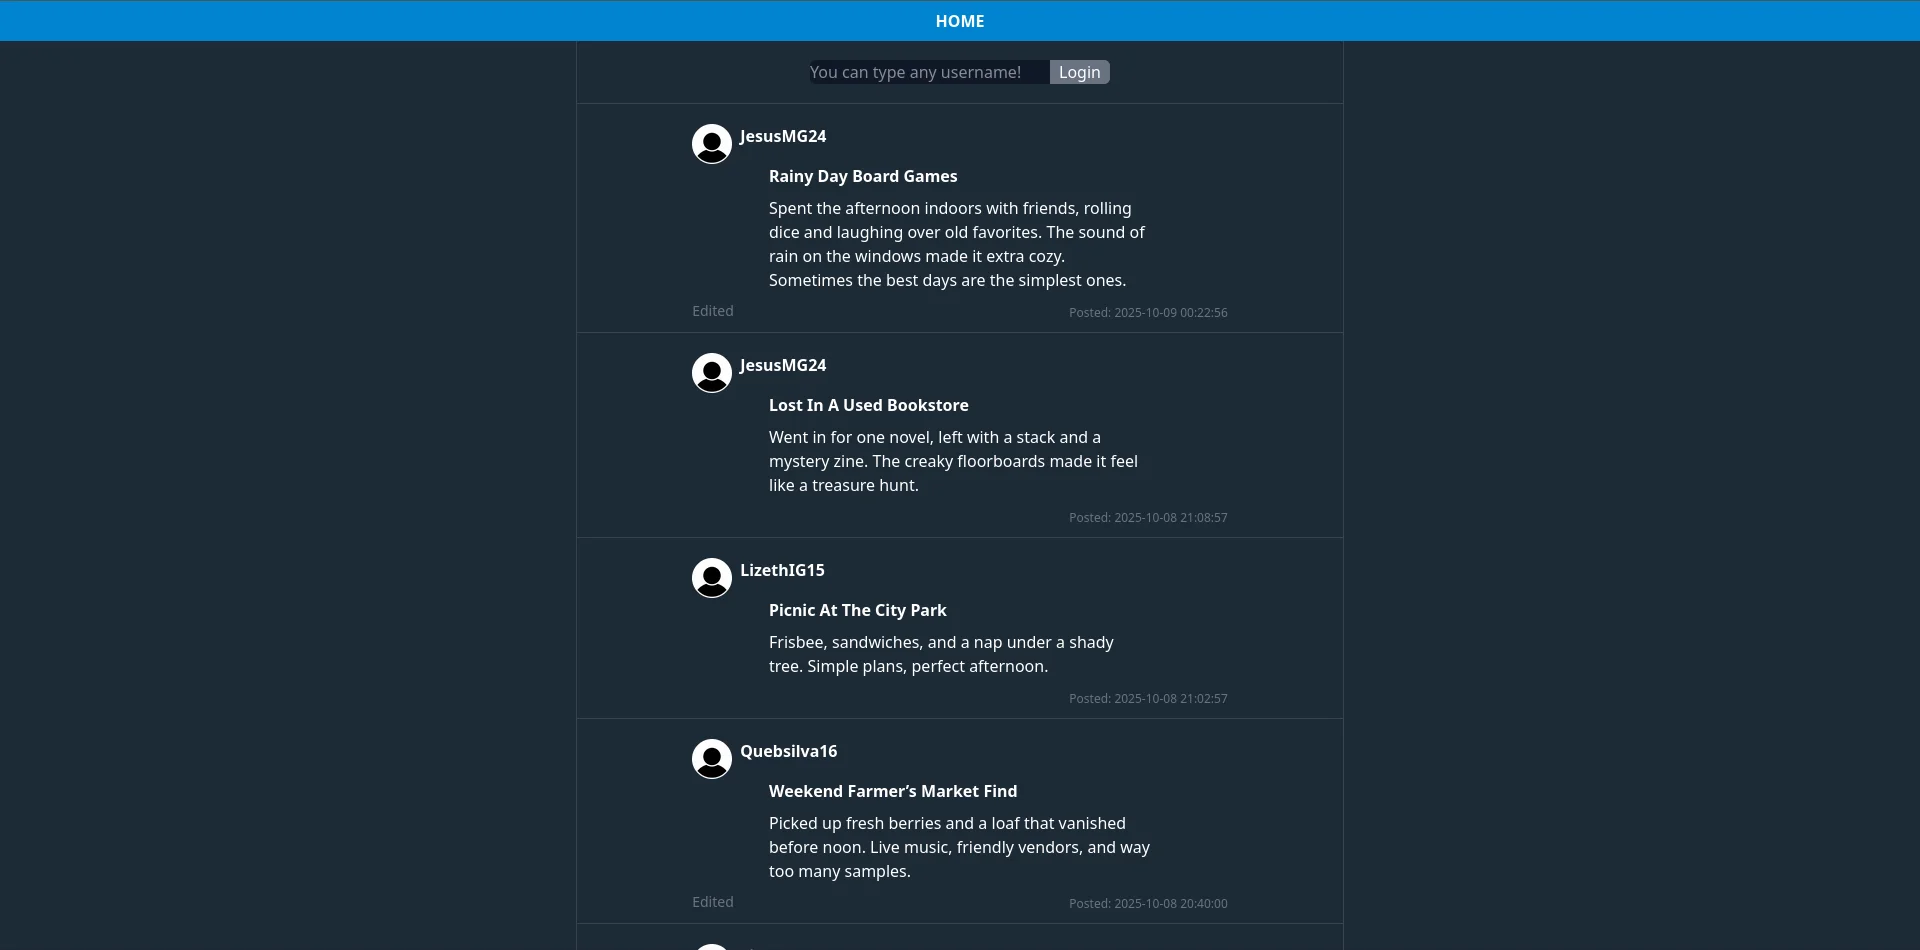 HOME
You can type any username! Login
JesusMG24
Rainy Day Board Games
Spent the afternoon indoors with friends, rolling
dice and laughing over old favorites. The sound of
rain on the windows made it extra cozy.
Sometimes the best days are the simplest ones.
Edited Posted: 2025-10-09 00:22:56
JesusMG24
Lost In A Used Bookstore
Went in for one novel, left with a stack and a
mystery zine. The creaky floorboards made it feel
like a treasure hunt.
Posted: 2025-10-08 21:08:57
LizethIG15
Picnic At The City Park
Frisbee, sandwiches, and a nap under a shady
tree. Simple plans, perfect afternoon.
Posted: 2025-10-08 21:02:57
Quebsilva16
Weekend Farmer’s Market Find
Picked up fresh berries and a loaf that vanished
before noon. Live music, friendly vendors, and way
too many samples.
Edited Posted: 2025-10-08 20:40:00